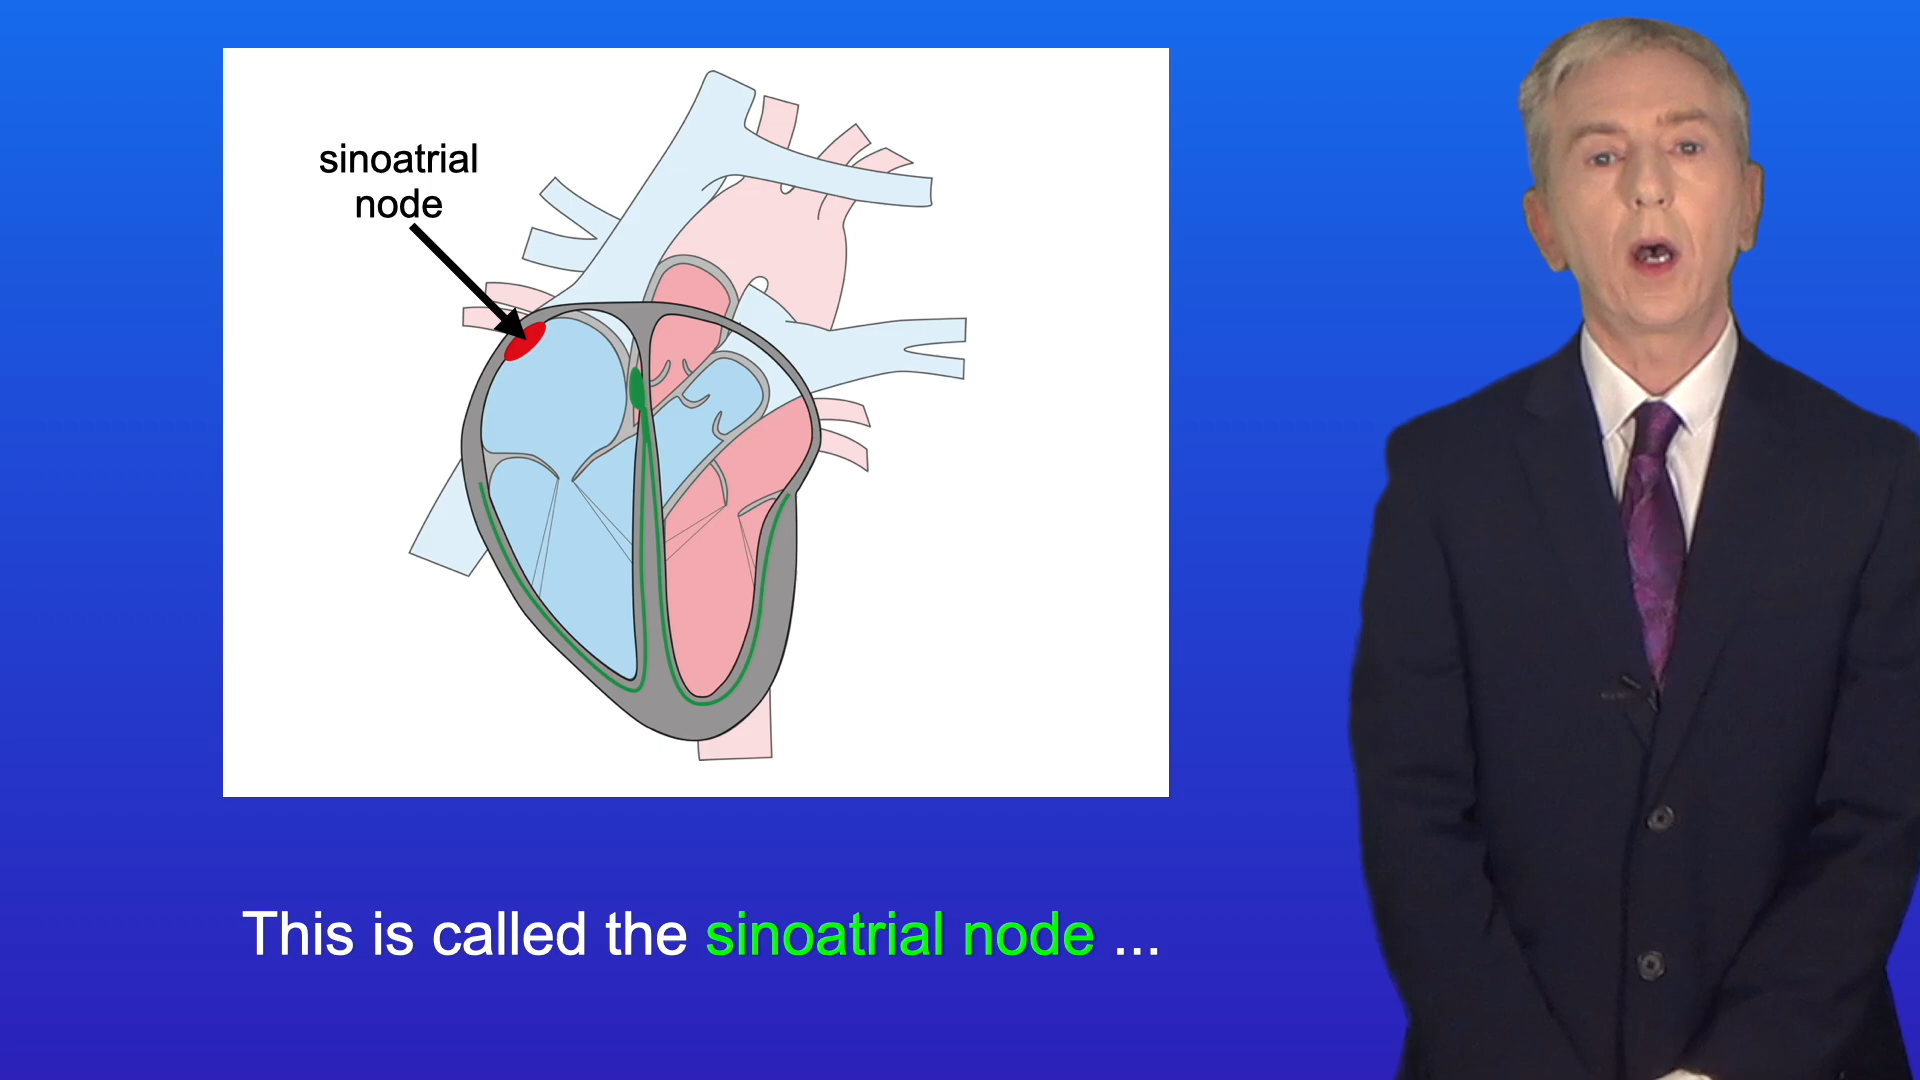 sinoatrial
node
This is called the sinoatrial node ...